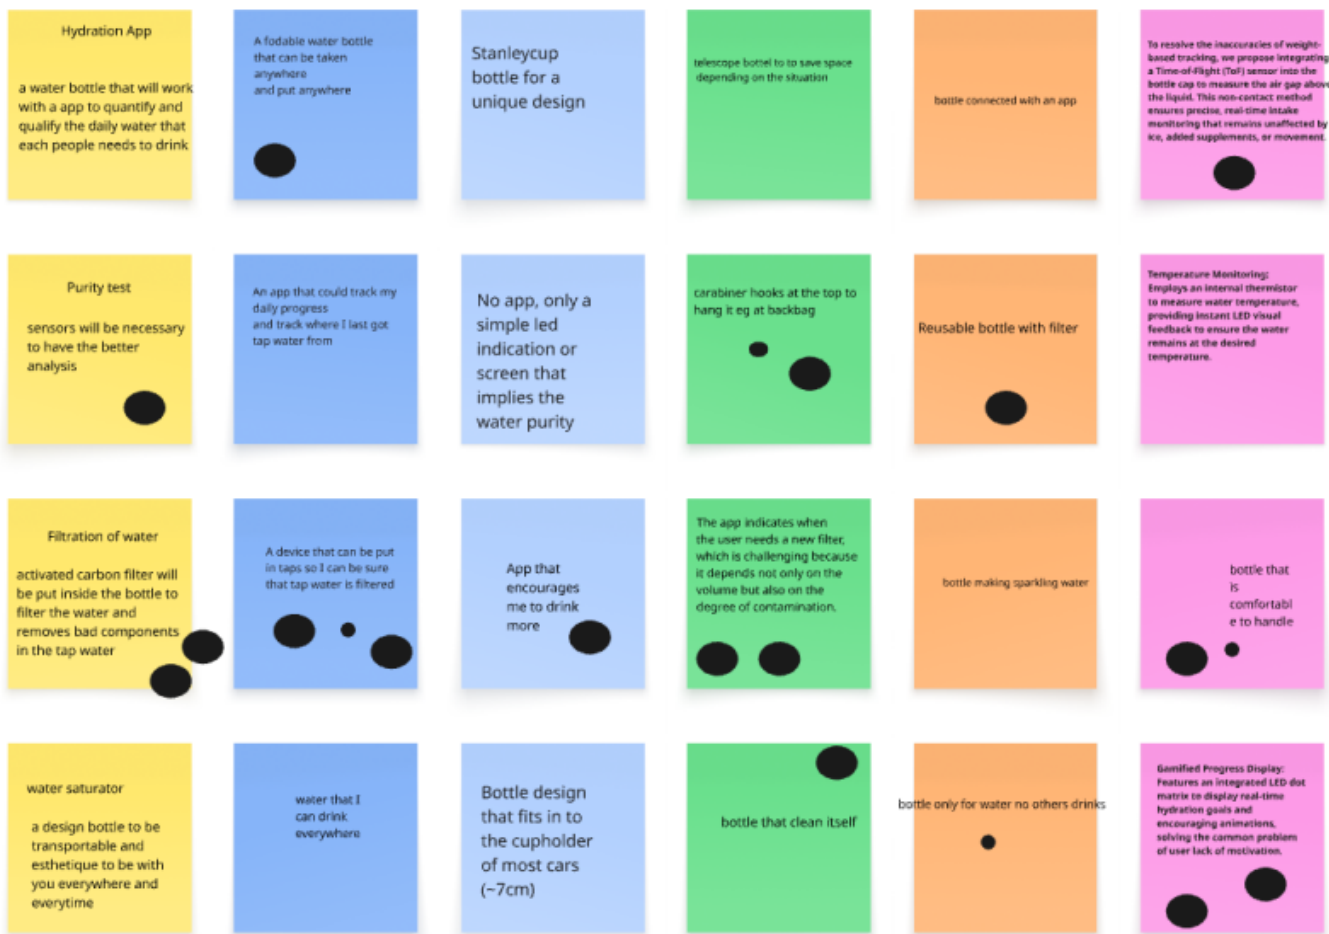 Hydration App
a water bottle that will work
with a app to quantify and
qualify the daily water that
each people needs to drink
A fodable water bottle
that can be taken
anywhere
and put anywhere
Stanleycup
bottle for a
unique design
telescope bottel to to save space
depending on the situation
bottle connected with an app
To resolve the inaccuracies of weight-
based tracking, we propose integrating
a Time-of-Flight (ToF) sensor into the
bottle cap to measure the air gap above
the liquid. This non-contact method
ensures precise, real-time intake
monitoring that remains unaffected by
ice, added supplements, or movement.
Purity test
sensors will be necessary
to have the better
analysis
An app that could track my
daily progress
and track where I last got
tap water from
No app, only a
simple led
indication or
screen that
implies the
water purity
carabiner hooks at the top to
hang it eg at backbag
Reusable bottle with filter
Temperature Monitoring:
Employs an internal thermistor
to measure water temperature,
providing instant LED visual
feedback to ensure the water
remains at the desired
temperature.
Filtration of water
activated carbon filter will
be put inside the bottle to
filter the water and
removes bad components
in the tap water
A device that can be put
in taps so I can be sure
that tap water is filtered
App that
encourages
me to drink
more
The app indicates when
the user needs a new filter,
which is challenging because
it depends not only on the
volume but also on the
degree of contamination.
bottle making sparkling water
bottle that
is
comfortabl
e to handle
water saturator
a design bottle to be
transportable and
esthetique to be with
you everywhere and
everytime
water that I
can drink
everywhere
Bottle design
that fits in to
the cupholder
of most cars
(~7cm)
bottle that clean itself
bottle only for water no others drinks
Gamified Progress Display:
Features an integrated LED dot
matrix to display real-time
hydration goals and
encouraging animations,
solving the common problem
of user lack of motivation.